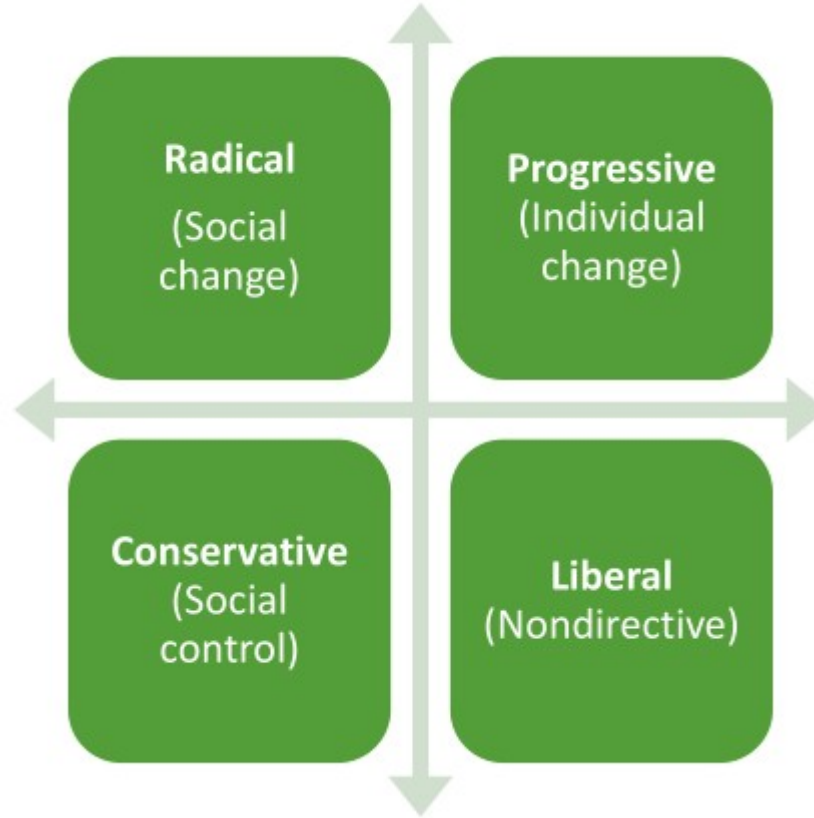 Radical
(Social
change)
Progressive
(Individual
change)
Conservative
(Social
control)
Liberal
(Nondirective)